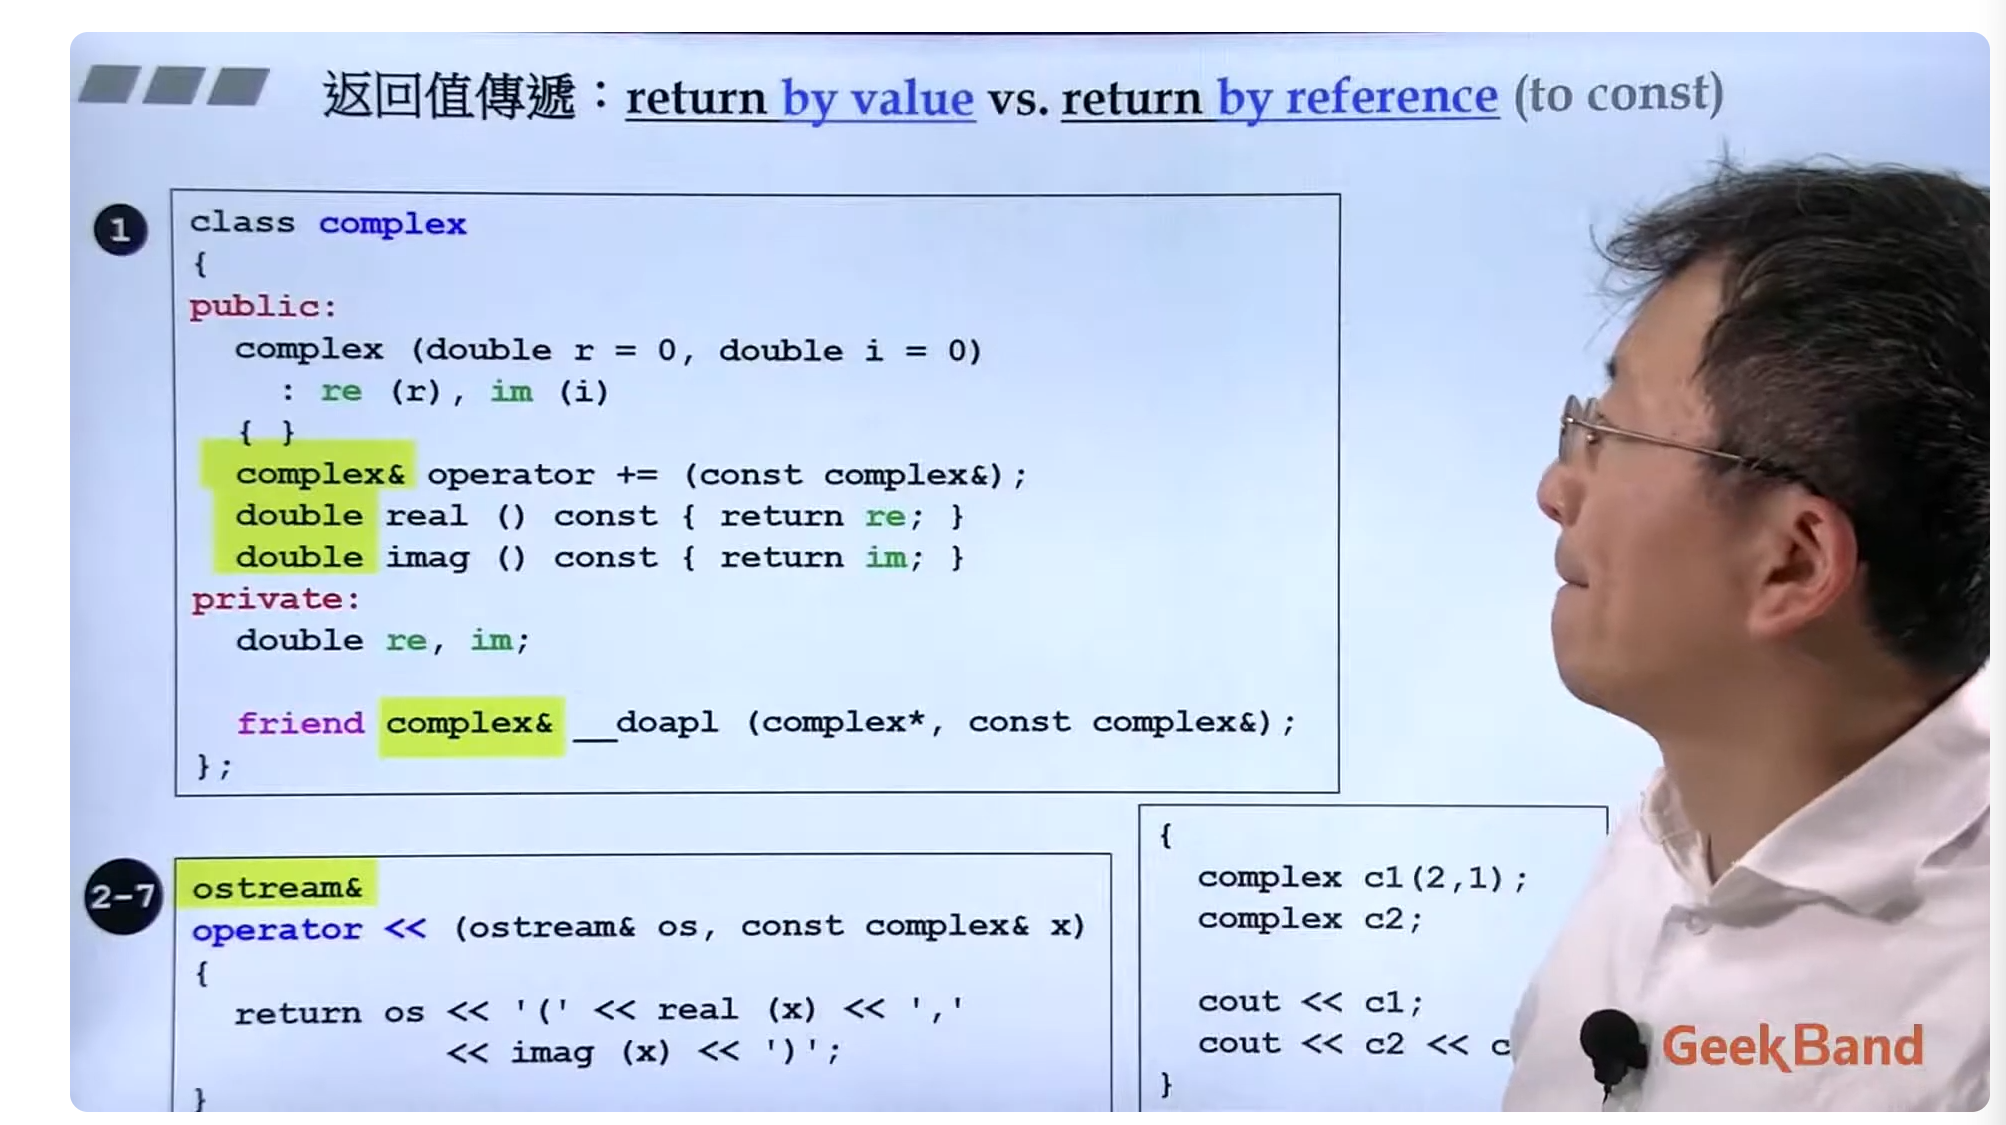 返回值傳遞：return by value vs. return by reference (to const)
1
class complex
{
public:
complex (double r = 0, double i = 0)
: re (r), im (i)
{ }
complex& operator += (const complex&);
double real () const { return re; }
double imag () const { return im; }
private:
double re, im;
friend complex& __doapl (complex*, const complex&);
};
2-7
ostream&
operator << (ostream& os, const complex& x)
{
return os << '(' << real (x) << ','
<< imag (x) << ')';
}
{
complex c1(2,1);
complex c2;
cout << c1;
cout << c2 << c
}
GeekBand